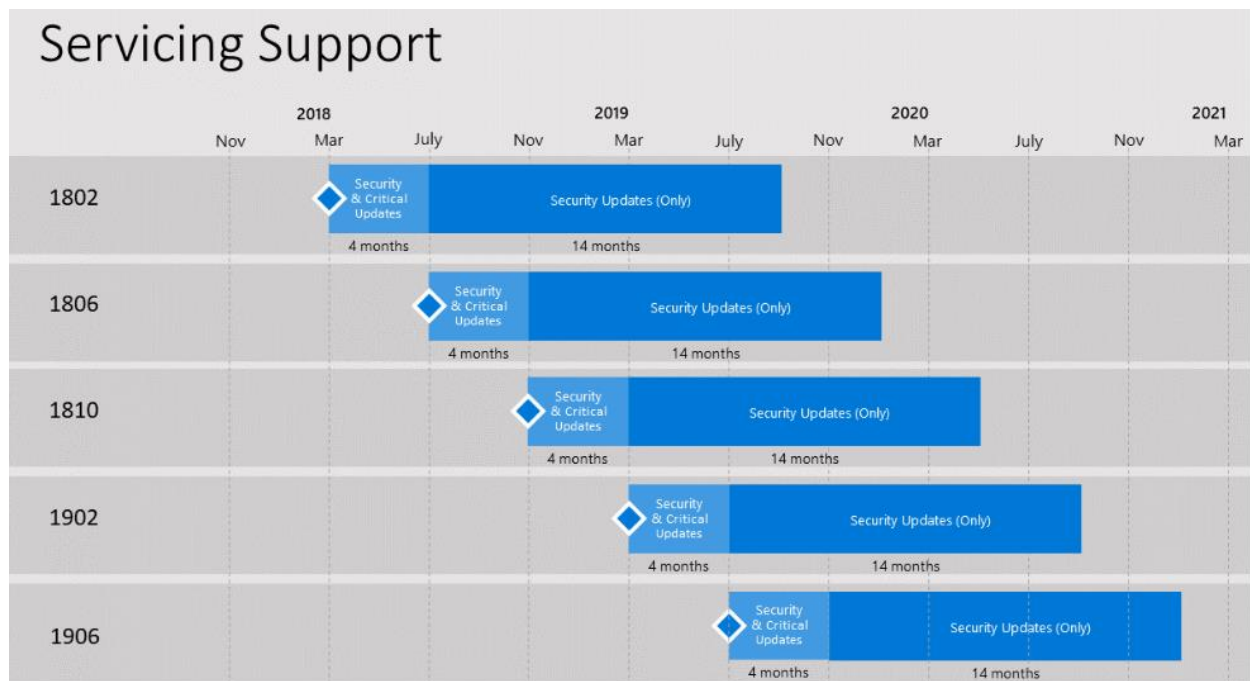 Servicing Support
2018 2019 2020 2021
Nov Mar July Nov Mar July Nov Mar July Nov Mar
1802
Security
& Critical
Updates
Security Updates (Only)
4 months 14 months
1806
Security
& Critical
Updates
Security Updates (Only)
4 months 14 months
1810
Security
& Critical
Updates
Security Updates (Only)
4 months 14 months
1902
Security
& Critical
Updates
Security Updates (Only)
4 months 14 months
1906
Security
& Critical
Updates
Security Updates (Only)
4 months 14 months